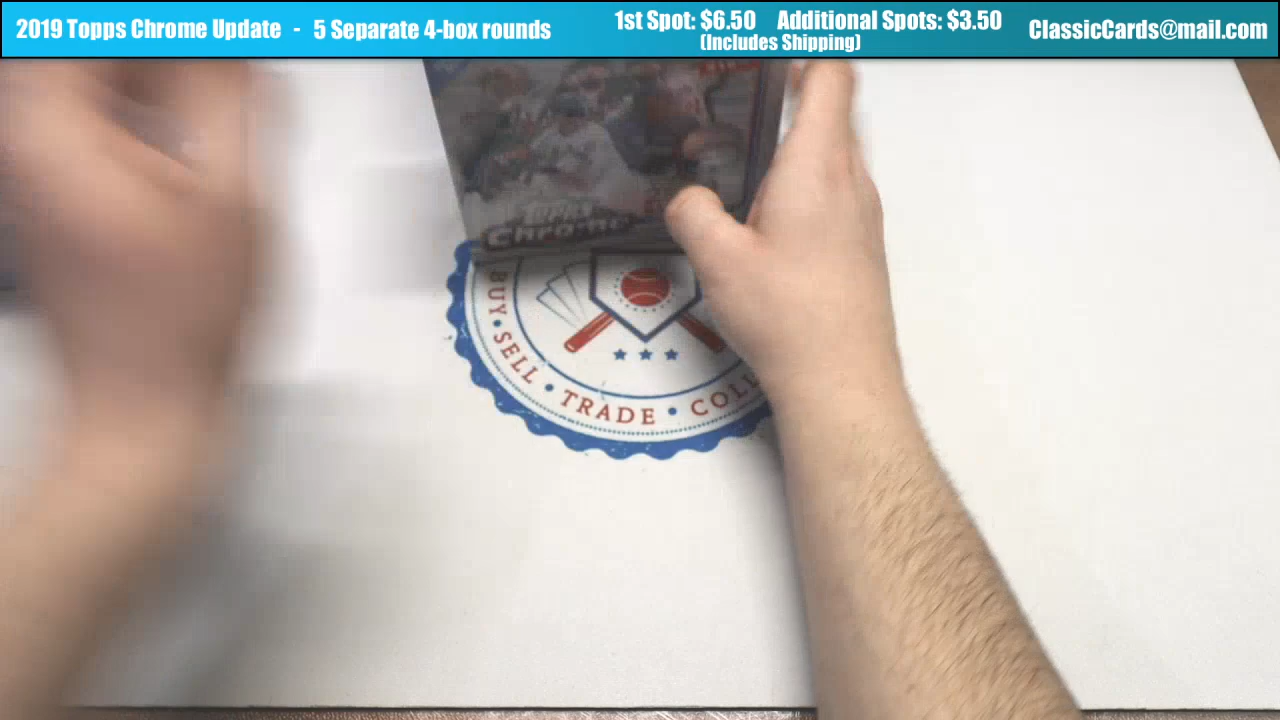 2019 Topps Chrome Update - 5 Separate 4-box rounds
1st Spot: $6.50 Additional Spots: $3.50
(Includes Shipping)
ClassicCards@mail.com
TOPPS
Chrome
BUY • SELL • TRADE •